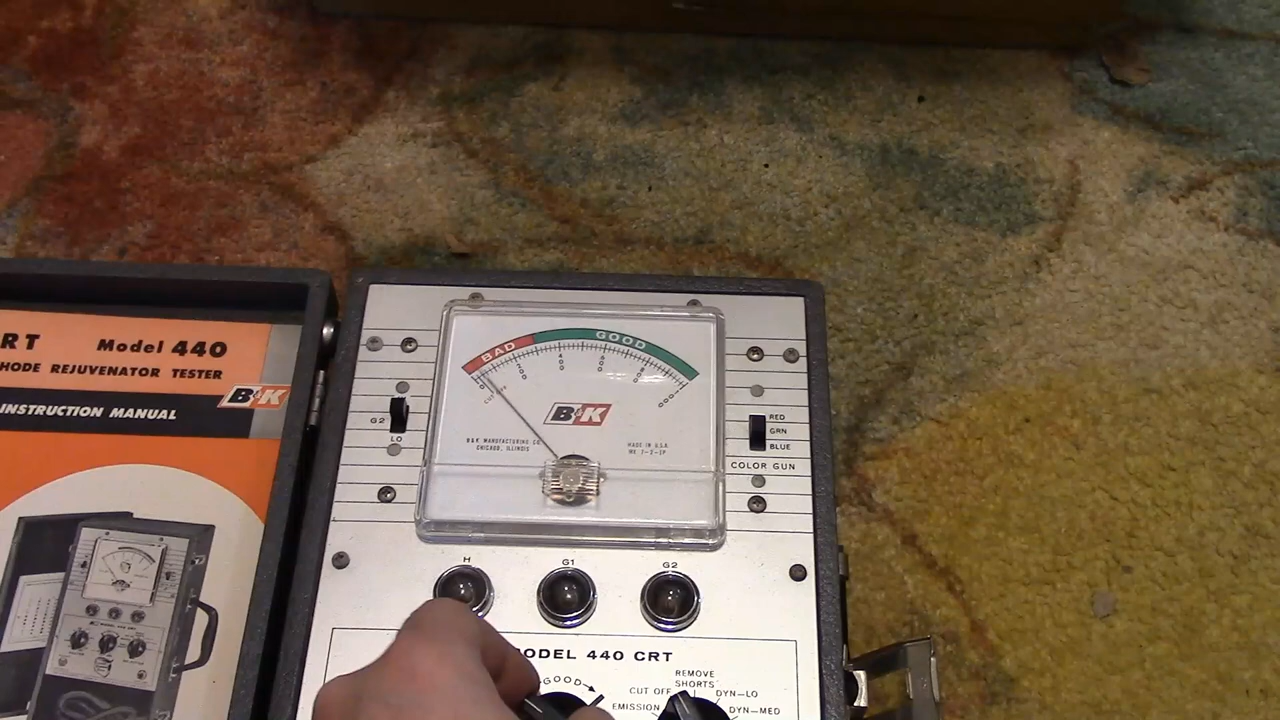 RT Model 440
HODE REJUVENATOR TESTER
B&K
INSTRUCTION MANUAL
BAD GOOD
B&K
B&K MANUFACTURING CO.
CHICAGO, ILLINOIS
MADE IN U.S.A.
G2
LO
RED
GRN
BLUE
COLOR GUN
H G1 G2
MODEL 440 CRT
GOOD
REMOVE
SHORTS
CUT OFF
DYN-LO
EMISSION
DYN-MED